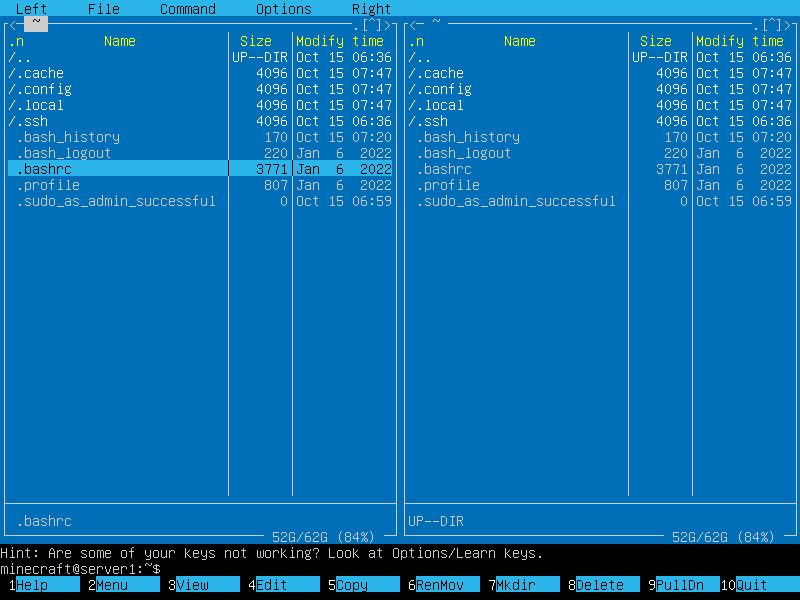 Left File Command Options Right
<─ ~ .[^]> <─ ~ .[^]>
.n Name Size Modify time .n Name Size Modify time
/.. UP--DIR Oct 15 06:36 /.. UP--DIR Oct 15 06:36
/.cache 4096 Oct 15 07:47 /.cache 4096 Oct 15 07:47
/.config 4096 Oct 15 07:47 /.config 4096 Oct 15 07:47
/.local 4096 Oct 15 07:47 /.local 4096 Oct 15 07:47
/.ssh 4096 Oct 15 06:36 /.ssh 4096 Oct 15 06:36
.bash_history 170 Oct 15 07:20 .bash_history 170 Oct 15 07:20
.bash_logout 220 Jan 6 2022 .bash_logout 220 Jan 6 2022
.bashrc 3771 Jan 6 2022 .bashrc 3771 Jan 6 2022
.profile 807 Jan 6 2022 .profile 807 Jan 6 2022
.sudo_as_admin_successful 0 Oct 15 06:59 .sudo_as_admin_successful 0 Oct 15 06:59
.bashrc UP--DIR
52G/62G (84%) 52G/62G (84%)
Hint: Are some of your keys not working? Look at Options/Learn keys.
minecraft@server1:~$
1Help 2Menu 3View 4Edit 5Copy 6RenMov 7Mkdir 8Delete 9PullDn 10Quit